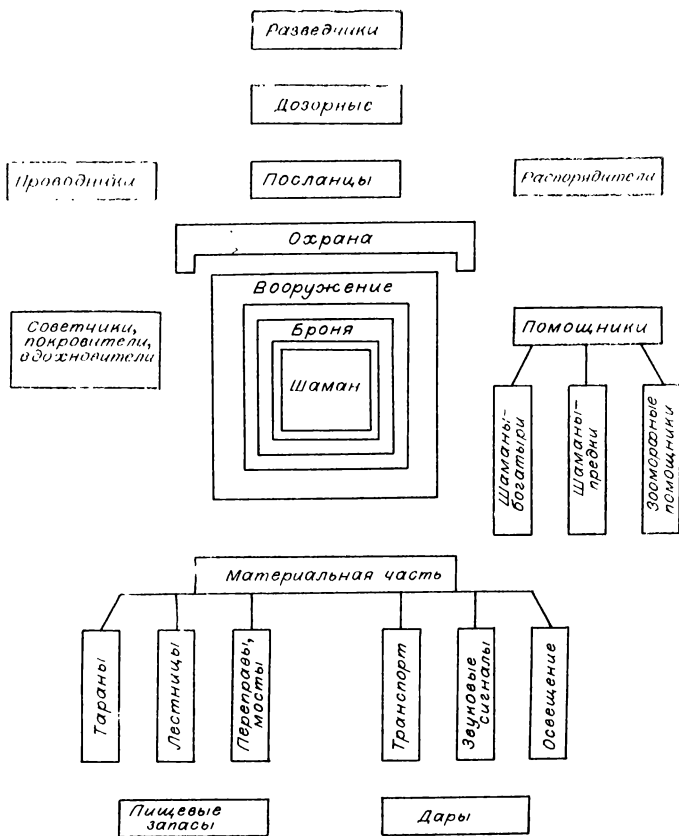 Разведчики
Дозорные
Проводники
Посланцы
Распорядители
Охрана
Вооружение
Броня
Шаман
Советчики,
покровители,
вдохновители
Помощники
Шаманы-
богатыри
Шаманы-
предки
Зооморфные
помощники
Материальная часть
Тараны
Лестницы
Переправы,
мосты
Транспорт
Звуковые
сигналы
Освещение
Пищевые
запасы
Дары